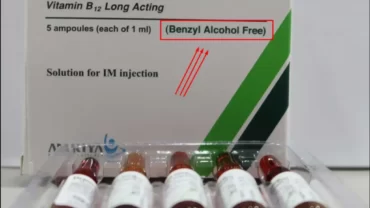 Vitamin B12 Long Acting
5 ampoules (each of 1 ml) (Benzyl Alcohol Free)
Solution for IM injection